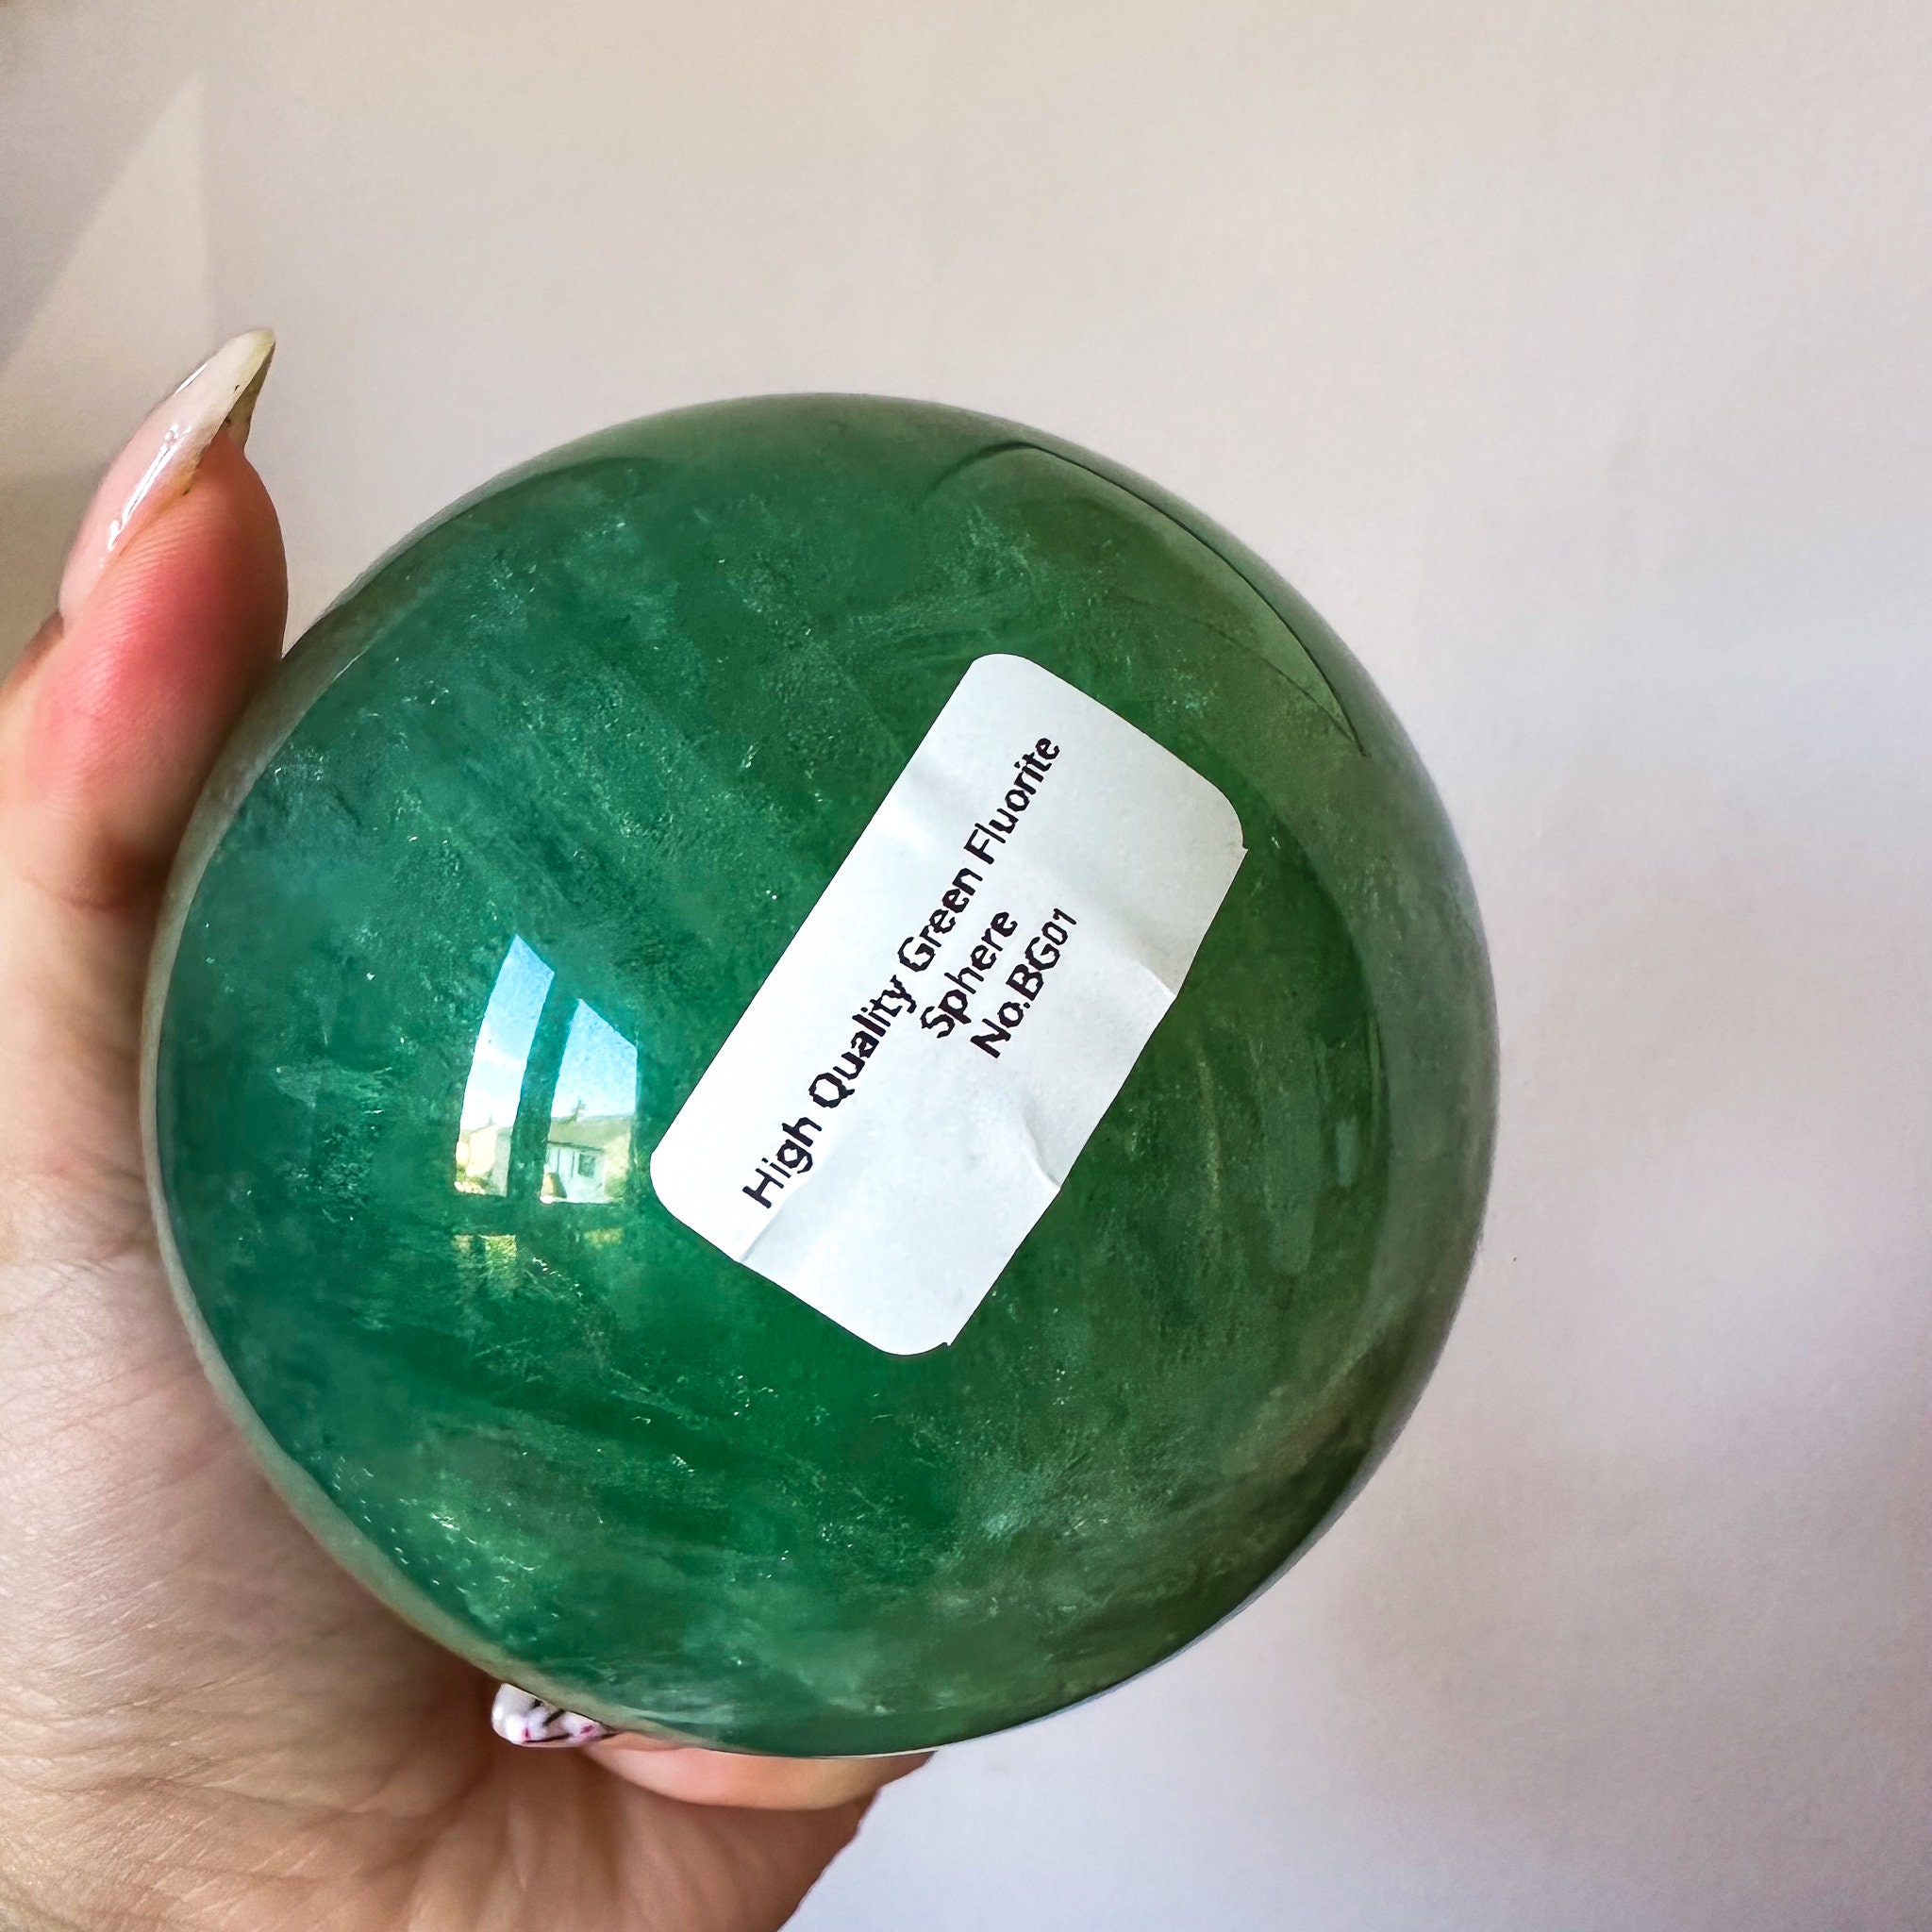 High Quality Green Fluorite
Sphere
No.BG01